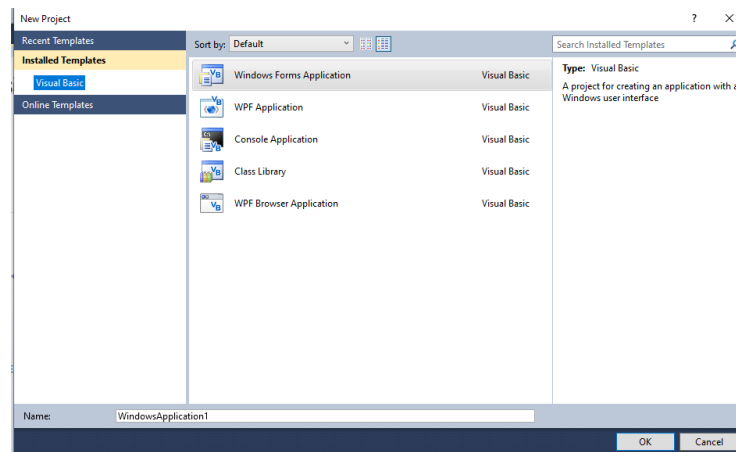 New Project
?
Recent Templates
Sort by: Default
Search Installed Templates
Installed Templates
Visual Basic
Online Templates
Windows Forms Application Visual Basic
WPF Application Visual Basic
Console Application Visual Basic
Class Library Visual Basic
WPF Browser Application Visual Basic
Type: Visual Basic
A project for creating an application with a
Windows user interface
Name: WindowsApplication1
OK Cancel